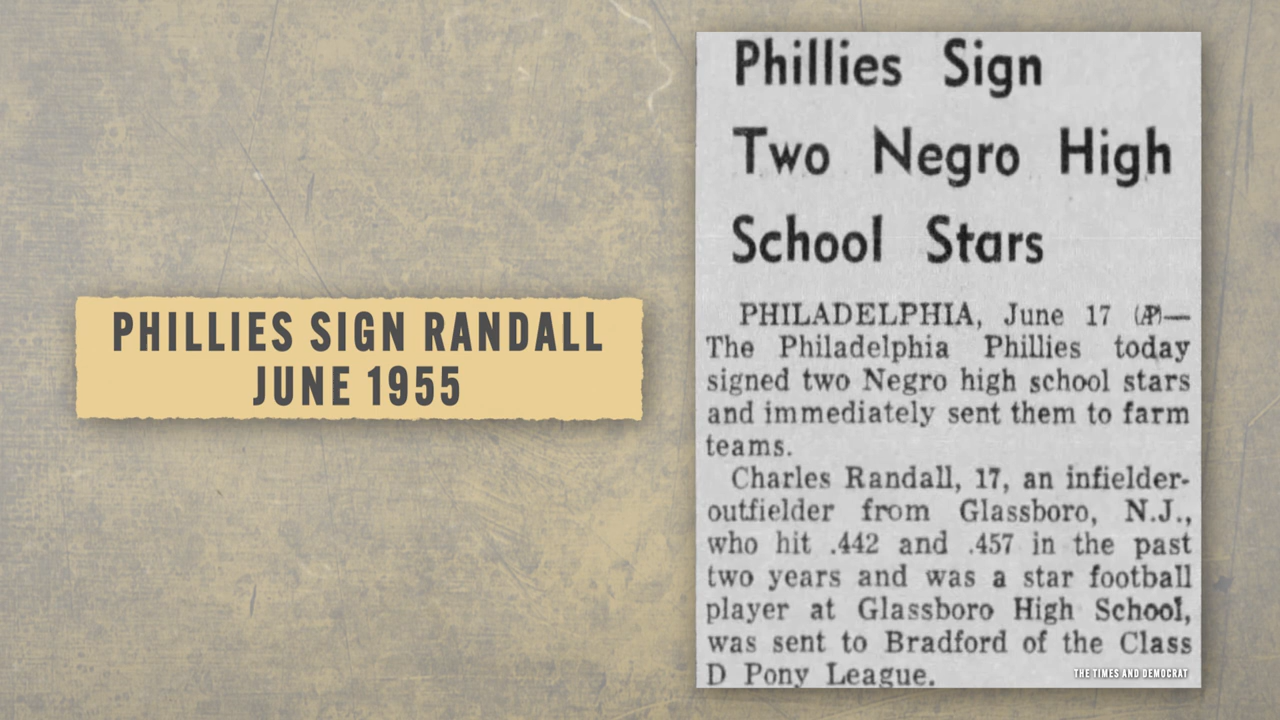 PHILLIES SIGN RANDALL
JUNE 1955
Phillies Sign
Two Negro High
School Stars
PHILADELPHIA, June 17 (AP)—
The Philadelphia Phillies today
signed two Negro high school stars
and immediately sent them to farm
teams.
Charles Randall, 17, an infielder-
outfielder from Glassboro, N.J.,
who hit .442 and .457 in the past
two years and was a star football
player at Glassboro High School,
was sent to Bradford of the Class
D Pony League.
THE TIMES AND DEMOCRAT